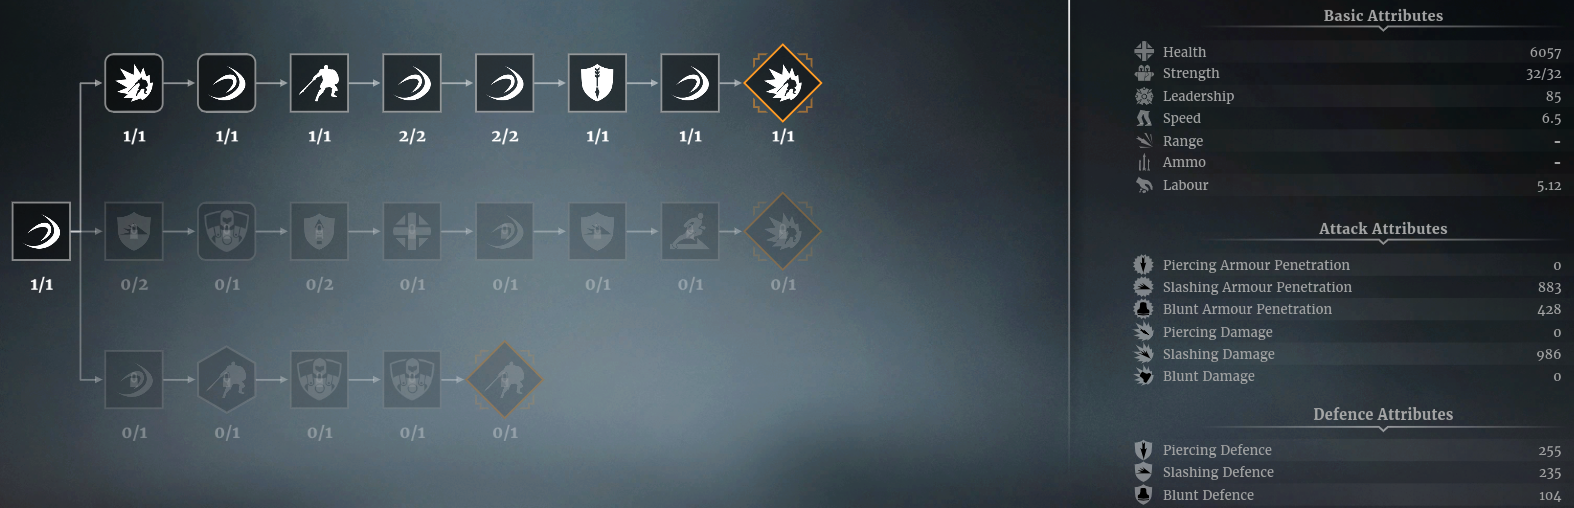 1/1 1/1 1/1 2/2 2/2 1/1 1/1 1/1
1/1 0/2 0/1 0/2 0/1 0/1 0/1 0/1 0/1
0/1 0/1 0/1 0/1 0/1
Basic Attributes
Health 6057
Strength 32/32
Leadership 85
Speed 6.5
Range -
Ammo -
Labour 5.12
Attack Attributes
Piercing Armour Penetration 0
Slashing Armour Penetration 883
Blunt Armour Penetration 428
Piercing Damage 0
Slashing Damage 986
Blunt Damage 0
Defence Attributes
Piercing Defence 255
Slashing Defence 235
Blunt Defence 104